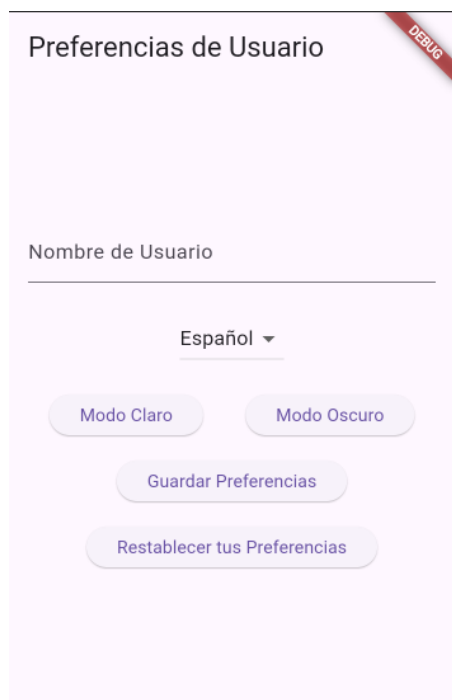 Preferencias de Usuario
DEBUG
Nombre de Usuario
Español
Modo Claro
Modo Oscuro
Guardar Preferencias
Restablecer tus Preferencias